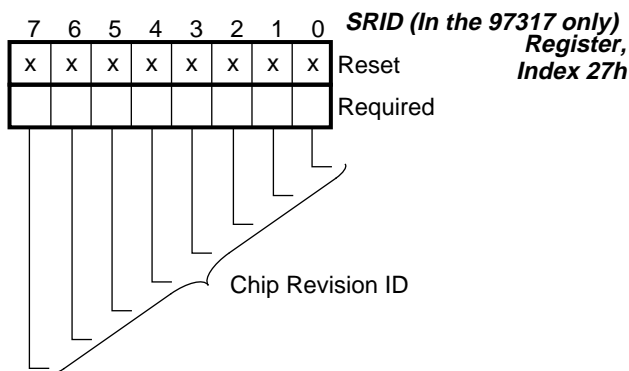 7 6 5 4 3 2 1 0
SRID (In the 97317 only)
Register,
Index 27h
x x x x x x x x Reset
Required
Chip Revision ID